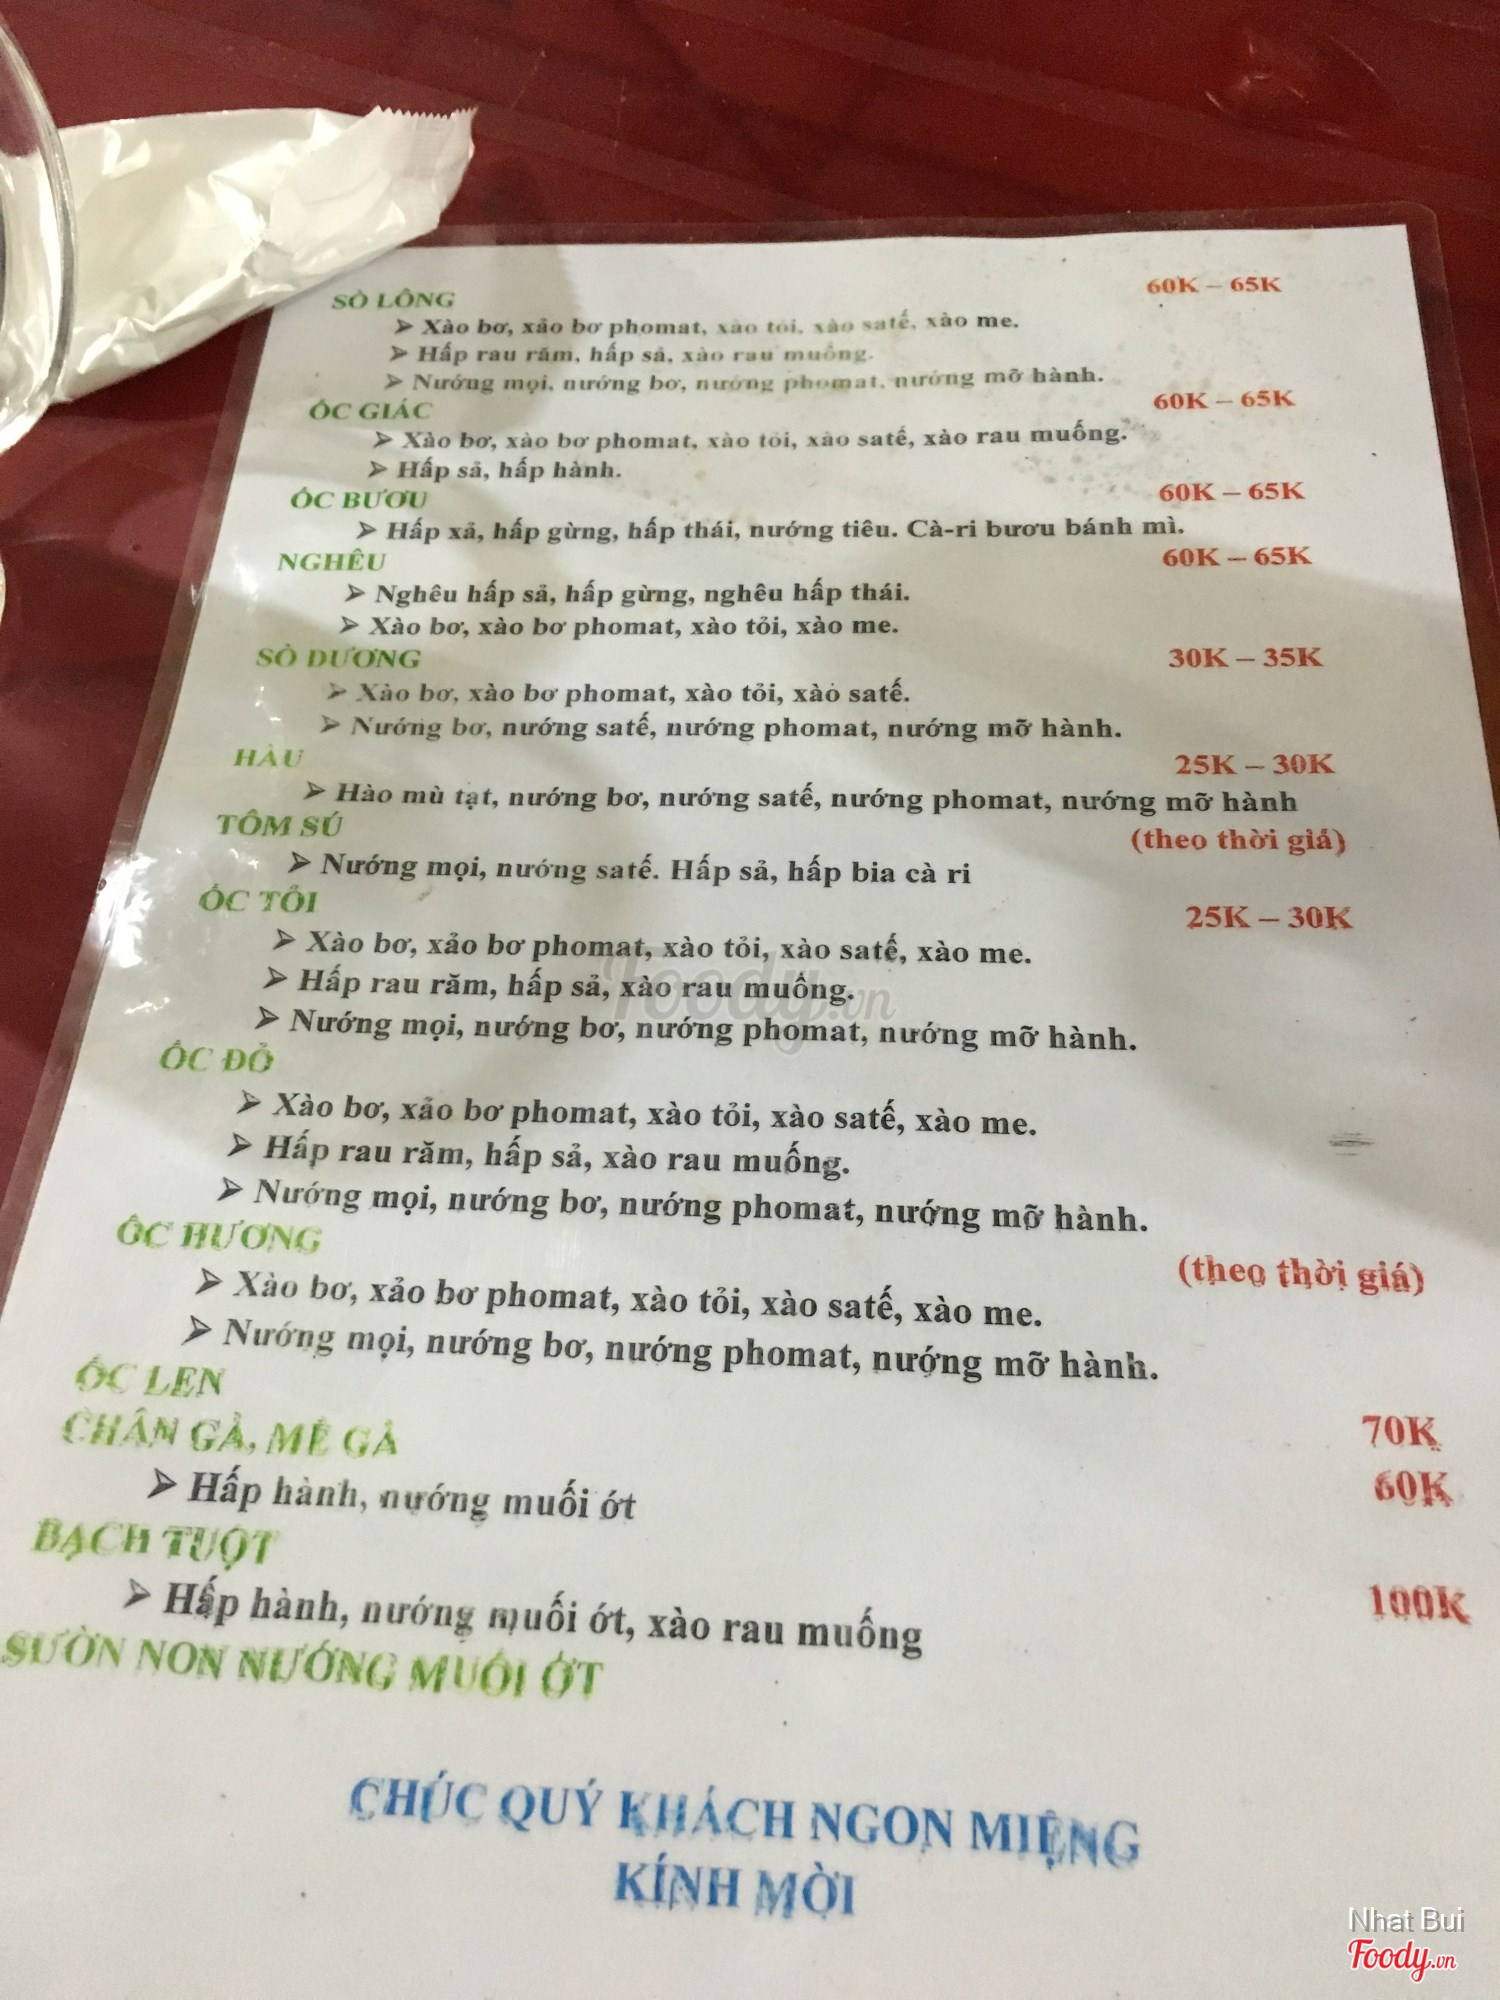 SÒ LÔNG 60K – 65K
➢ Xào bơ, xảo bơ phomat, xào tỏi, xào satế, xào me.
➢ Hấp rau răm, hấp sả, xào rau muống.
➢ Nướng mọi, nướng bơ, nướng phomat, nướng mỡ hành.
ỐC GIÁC 60K – 65K
➢ Xào bơ, xào bơ phomat, xào tỏi, xào satế, xào rau muống.
➢ Hấp sả, hấp hành.
ỐC BƯƠU 60K – 65K
➢ Hấp xả, hấp gừng, hấp thái, nướng tiêu. Cà-ri bươu bánh mì.
NGHÊU 60K – 65K
➢ Nghêu hấp sả, hấp gừng, nghêu hấp thái.
➢ Xào bơ, xào bơ phomat, xào tỏi, xào me.
SÒ DƯƠNG 30K – 35K
➢ Xào bơ, xào bơ phomat, xào tỏi, xào satế.
➢ Nướng bơ, nướng satế, nướng phomat, nướng mỡ hành.
HÀU 25K – 30K
➢ Hào mù tạt, nướng bơ, nướng satế, nướng phomat, nướng mỡ hành
TÔM SÚ (theo thời giá)
➢ Nướng mọi, nướng satế. Hấp sả, hấp bia cà ri
ỐC TỎI 25K – 30K
➢ Xào bơ, xảo bơ phomat, xào tỏi, xào satế, xào me.
➢ Hấp rau răm, hấp sả, xào rau muống.
➢ Nướng mọi, nướng bơ, nướng phomat, nướng mỡ hành.
ỐC ĐỎ
➢ Xào bơ, xảo bơ phomat, xào tỏi, xào satế, xào me.
➢ Hấp rau răm, hấp sả, xào rau muống.
➢ Nướng mọi, nướng bơ, nướng phomat, nướng mỡ hành.
ỐC HƯƠNG (theo thời giá)
➢ Xào bơ, xảo bơ phomat, xào tỏi, xào satế, xào me.
➢ Nướng mọi, nướng bơ, nướng phomat, nướng mỡ hành.
ỐC LEN 70K
CHÂN GÀ, MỀ GÀ 60K
➢ Hấp hành, nướng muối ớt
BẠCH TUỘT 100K
➢ Hấp hành, nướng muối ớt, xào rau muống
SƯỜN NON NƯỚNG MUỐI ỚT
CHÚC QUÝ KHÁCH NGON MIỆNG
KÍNH MỜI
Foody.vn
Nhat Bui
Foody.vn